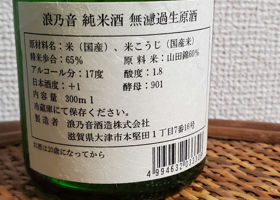 浪乃音 純米酒 無濾過生原酒
原材料名：米（国産）、米こうじ（国産米）
精米歩合：65%　原料米：山田錦60%
アルコール分：17度　酸度：1.8
日本酒度：+1　酵母：901
内容量：300ml
冷蔵庫にて保存ください。
製造者　浪乃音酒造株式会社
滋賀県大津市本堅田1丁目7番16号
お酒は20歳になってから
4 994632 0333